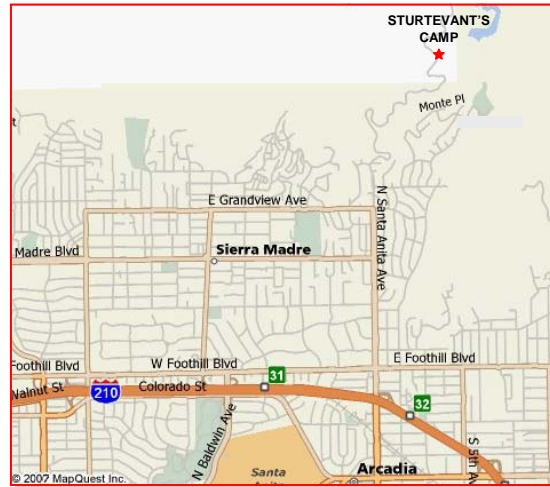 STURTEVANT'S
CAMP
Monte Pl
E Grandview Ave
N Santa Anita Ave
Sierra Madre
Madre Blvd
Foothill Blvd
W Foothill Blvd
E Foothill Blvd
Walnut St
210
Colorado St
31
32
N Baldwin Ave
S 5th Av
Santa
Arcadia
© 2007 MapQuest Inc.